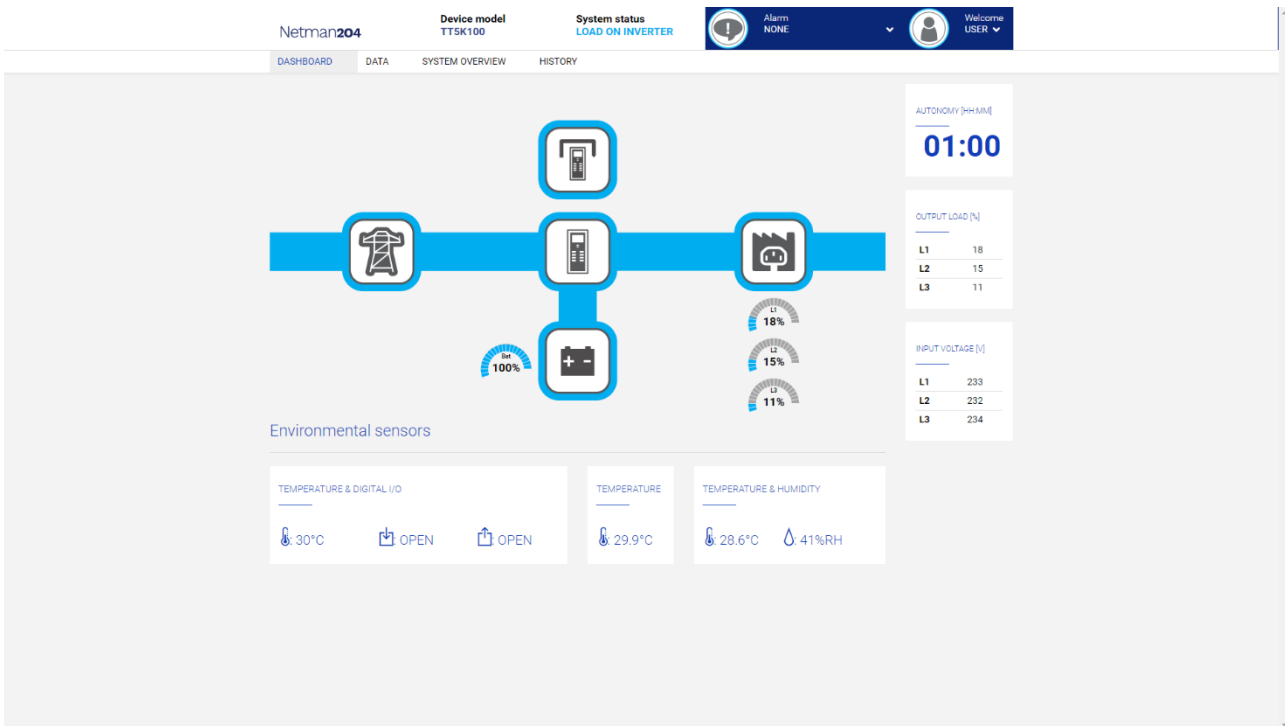 Netman204
Device model
TT5K100
System status
LOAD ON INVERTER
Alarm
NONE
Welcome
USER
DASHBOARD DATA SYSTEM OVERVIEW HISTORY
AUTONOMY [HH:MM]
01:00
OUTPUT LOAD [%]
L1 18
L2 15
L3 11
INPUT VOLTAGE [V]
L1 233
L2 232
L3 234
L1
18%
L2
15%
L3
11%
Bat
100%
Environmental sensors
TEMPERATURE & DIGITAL I/O
: 30°C : OPEN : OPEN
TEMPERATURE
: 29.9°C
TEMPERATURE & HUMIDITY
: 28.6°C : 41%RH